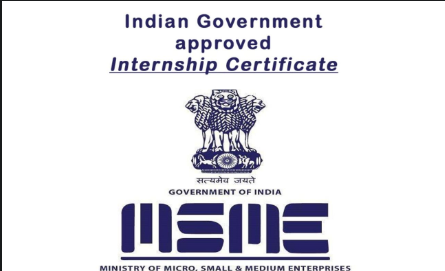 Indian Government
approved
Internship Certificate
सत्यमेव जयते
GOVERNMENT OF INDIA
MSME
MINISTRY OF MICRO, SMALL & MEDIUM ENTERPRISES